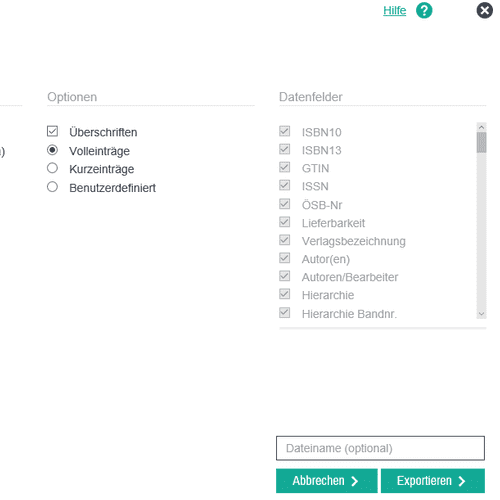 Hilfe ?
Optionen
Datenfelder
)
Überschriften
Volleinträge
Kurzeinträge
Benutzerdefiniert
ISBN10
ISBN13
GTIN
ISSN
ÖSB-Nr
Lieferbarkeit
Verlagsbezeichnung
Autor(en)
Autoren/Bearbeiter
Hierarchie
Hierarchie Bandnr.
Dateiname (optional)
Abbrechen
Exportieren